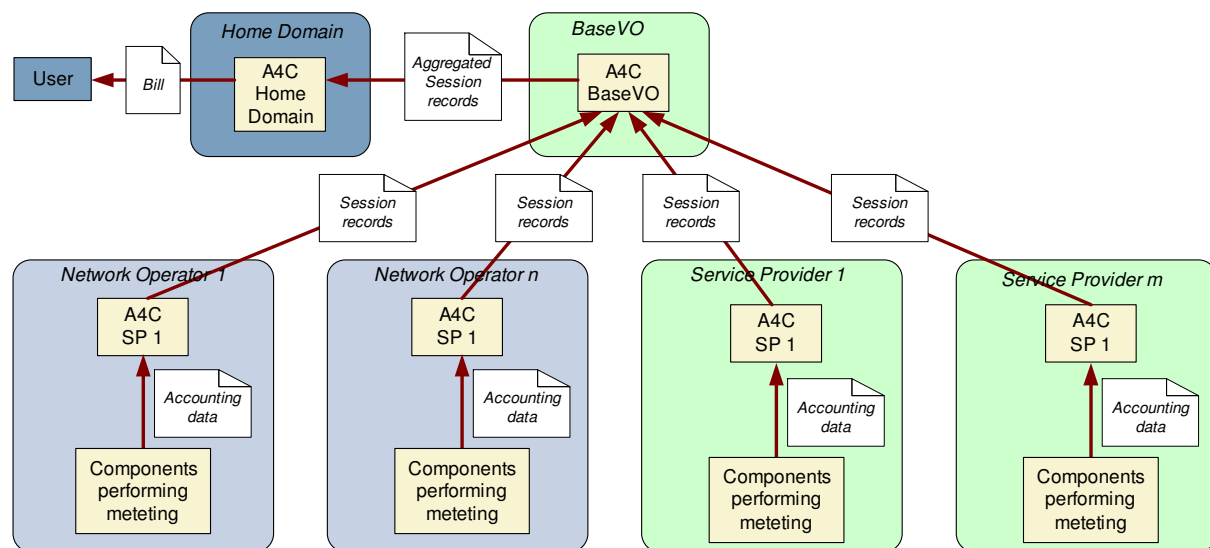 Home Domain
BaseVO
User
Bill
A4C
Home
Domain
Aggregated
Session
records
A4C
BaseVO
Session
records
Session
records
Session
records
Session
records
Network Operator 1
Network Operator n
Service Provider 1
Service Provider m
A4C
SP 1
A4C
SP 1
A4C
SP 1
A4C
SP 1
Accounting
data
Accounting
data
Accounting
data
Accounting
data
Components
performing
meteting
Components
performing
meteting
Components
performing
meteting
Components
performing
meteting